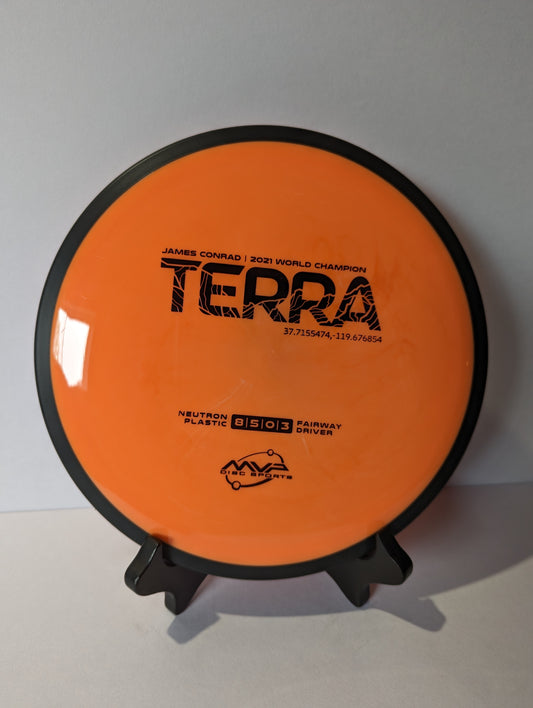 JAMES CONRAD | 2021 WORLD CHAMPION
TERRA
37.7155474,-119.676854
NEUTRON PLASTIC 8|5|0|3 FAIRWAY DRIVER
MVP
DISC SPORTS